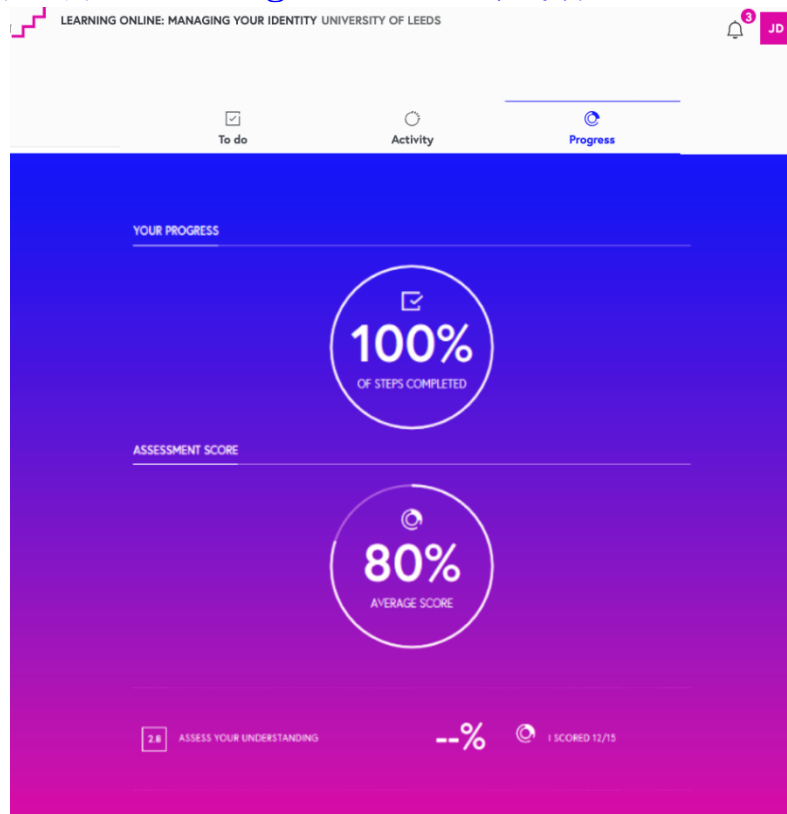 LEARNING ONLINE: MANAGING YOUR IDENTITY UNIVERSITY OF LEEDS
3
JD
To do
Activity
Progress
YOUR PROGRESS
100%
OF STEPS COMPLETED
ASSESSMENT SCORE
80%
AVERAGE SCORE
2.8 ASSESS YOUR UNDERSTANDING --% I SCORED 12/15